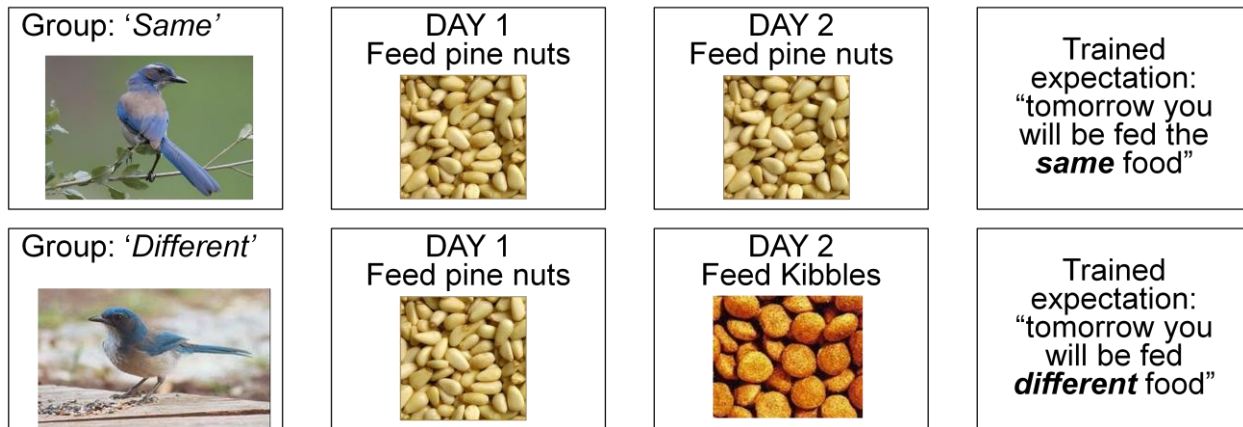 Group: ‘Same’
DAY 1
Feed pine nuts
DAY 2
Feed pine nuts
Trained
expectation:
“tomorrow you
will be fed the
same food”
Group: ‘Different’
DAY 1
Feed pine nuts
DAY 2
Feed Kibbles
Trained
expectation:
“tomorrow you
will be fed
different food”